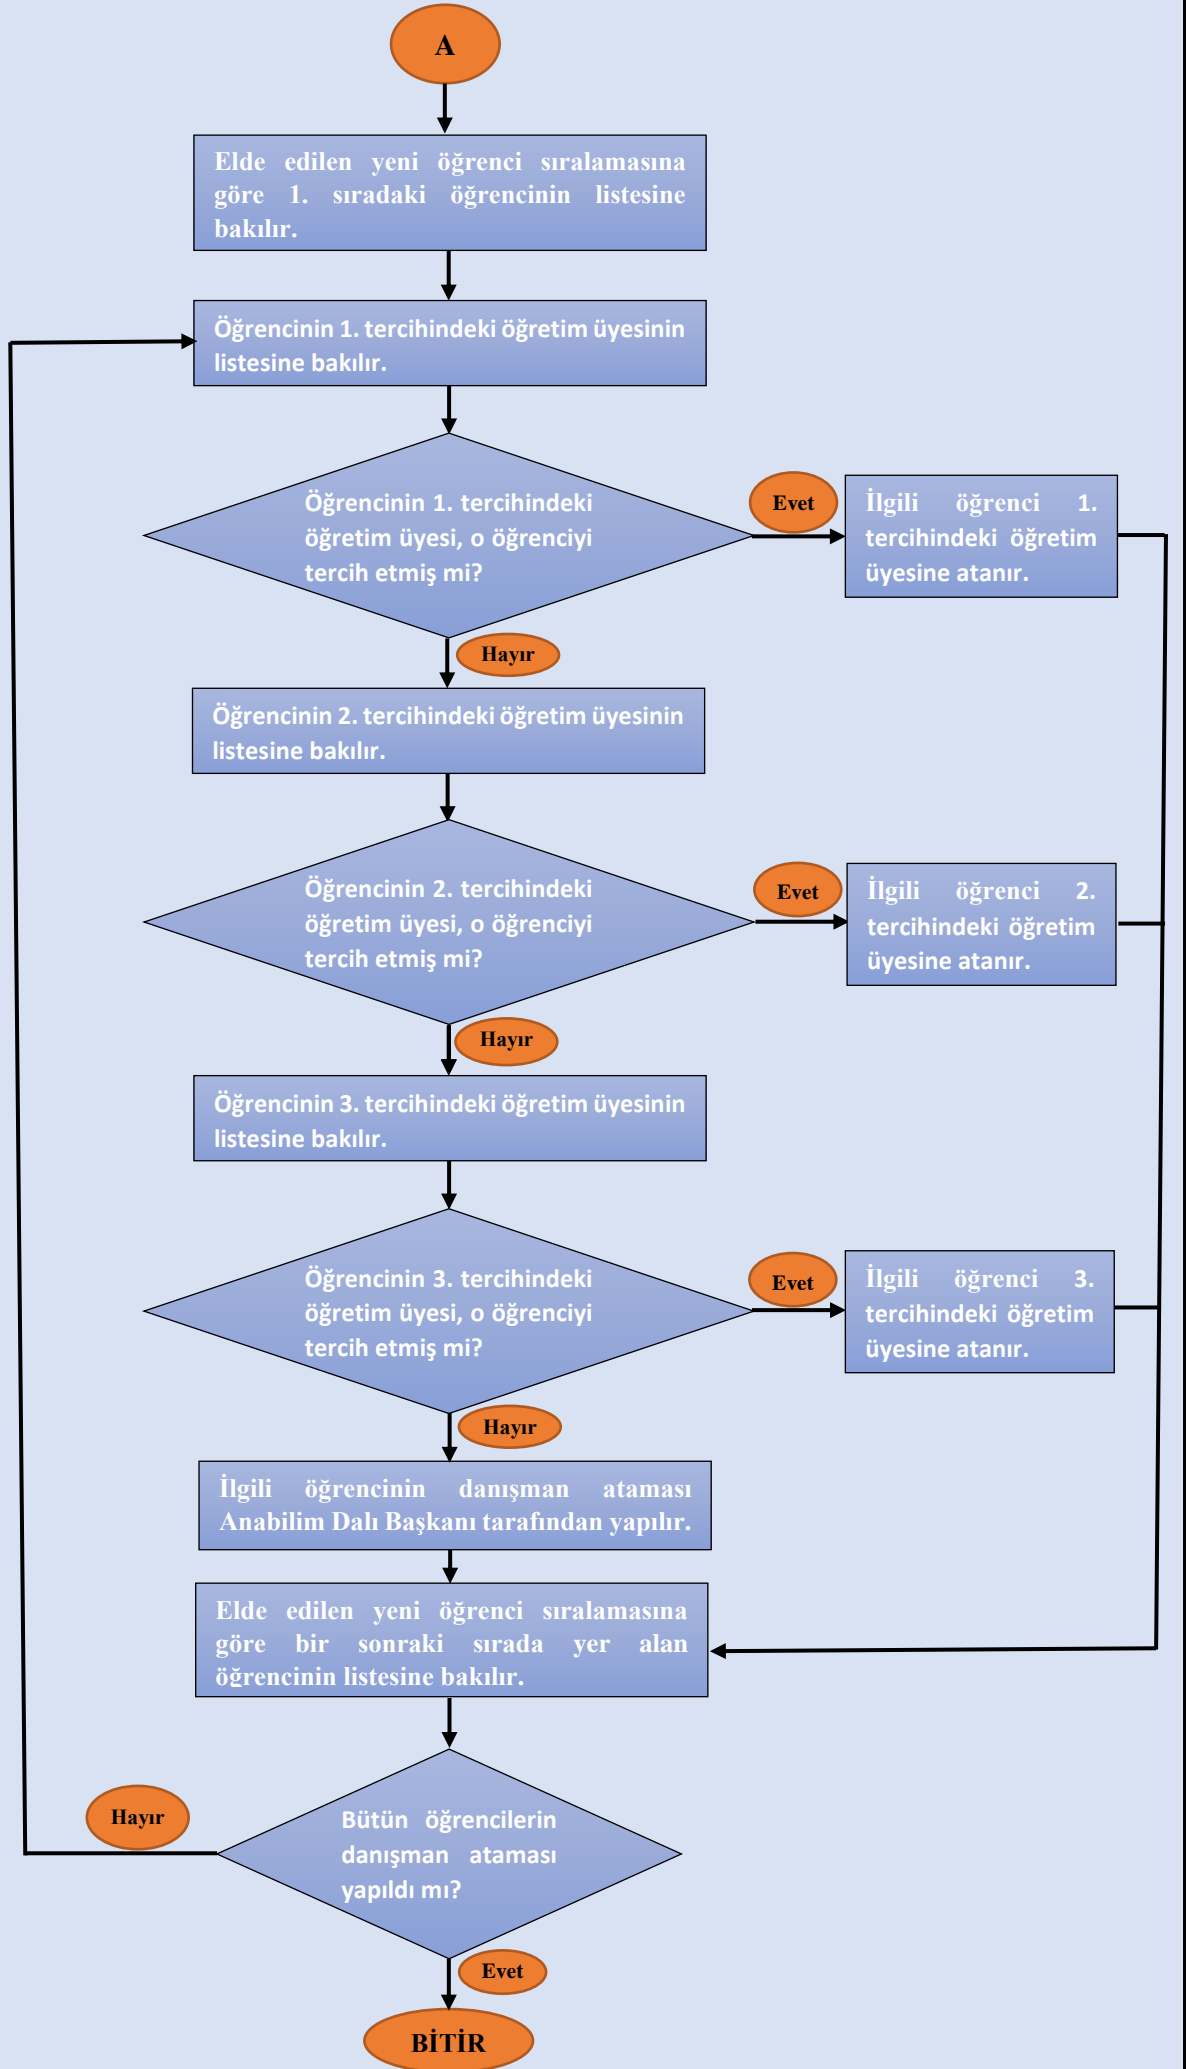 A
Elde edilen yeni öğrenci sıralamasına
göre 1. sıradaki öğrencinin listesine
bakılır.
Öğrencinin 1. tercihindeki öğretim üyesinin
listesine bakılır.
Öğrencinin 1. tercihindeki
öğretim üyesi, o öğrenciyi
tercih etmiş mi?
Evet
İlgili öğrenci 1.
tercihindeki öğretim
üyesine atanır.
Hayır
Öğrencinin 2. tercihindeki öğretim üyesinin
listesine bakılır.
Öğrencinin 2. tercihindeki
öğretim üyesi, o öğrenciyi
tercih etmiş mi?
Evet
İlgili öğrenci 2.
tercihindeki öğretim
üyesine atanır.
Hayır
Öğrencinin 3. tercihindeki öğretim üyesinin
listesine bakılır.
Öğrencinin 3. tercihindeki
öğretim üyesi, o öğrenciyi
tercih etmiş mi?
Evet
İlgili öğrenci 3.
tercihindeki öğretim
üyesine atanır.
Hayır
İlgili öğrencinin danışman ataması
Anabilim Dalı Başkanı tarafından yapılır.
Elde edilen yeni öğrenci sıralamasına
göre bir sonraki sırada yer alan
öğrencinin listesine bakılır.
Hayır
Bütün öğrencilerin
danışman ataması
yapıldı mı?
Evet
BİTİR